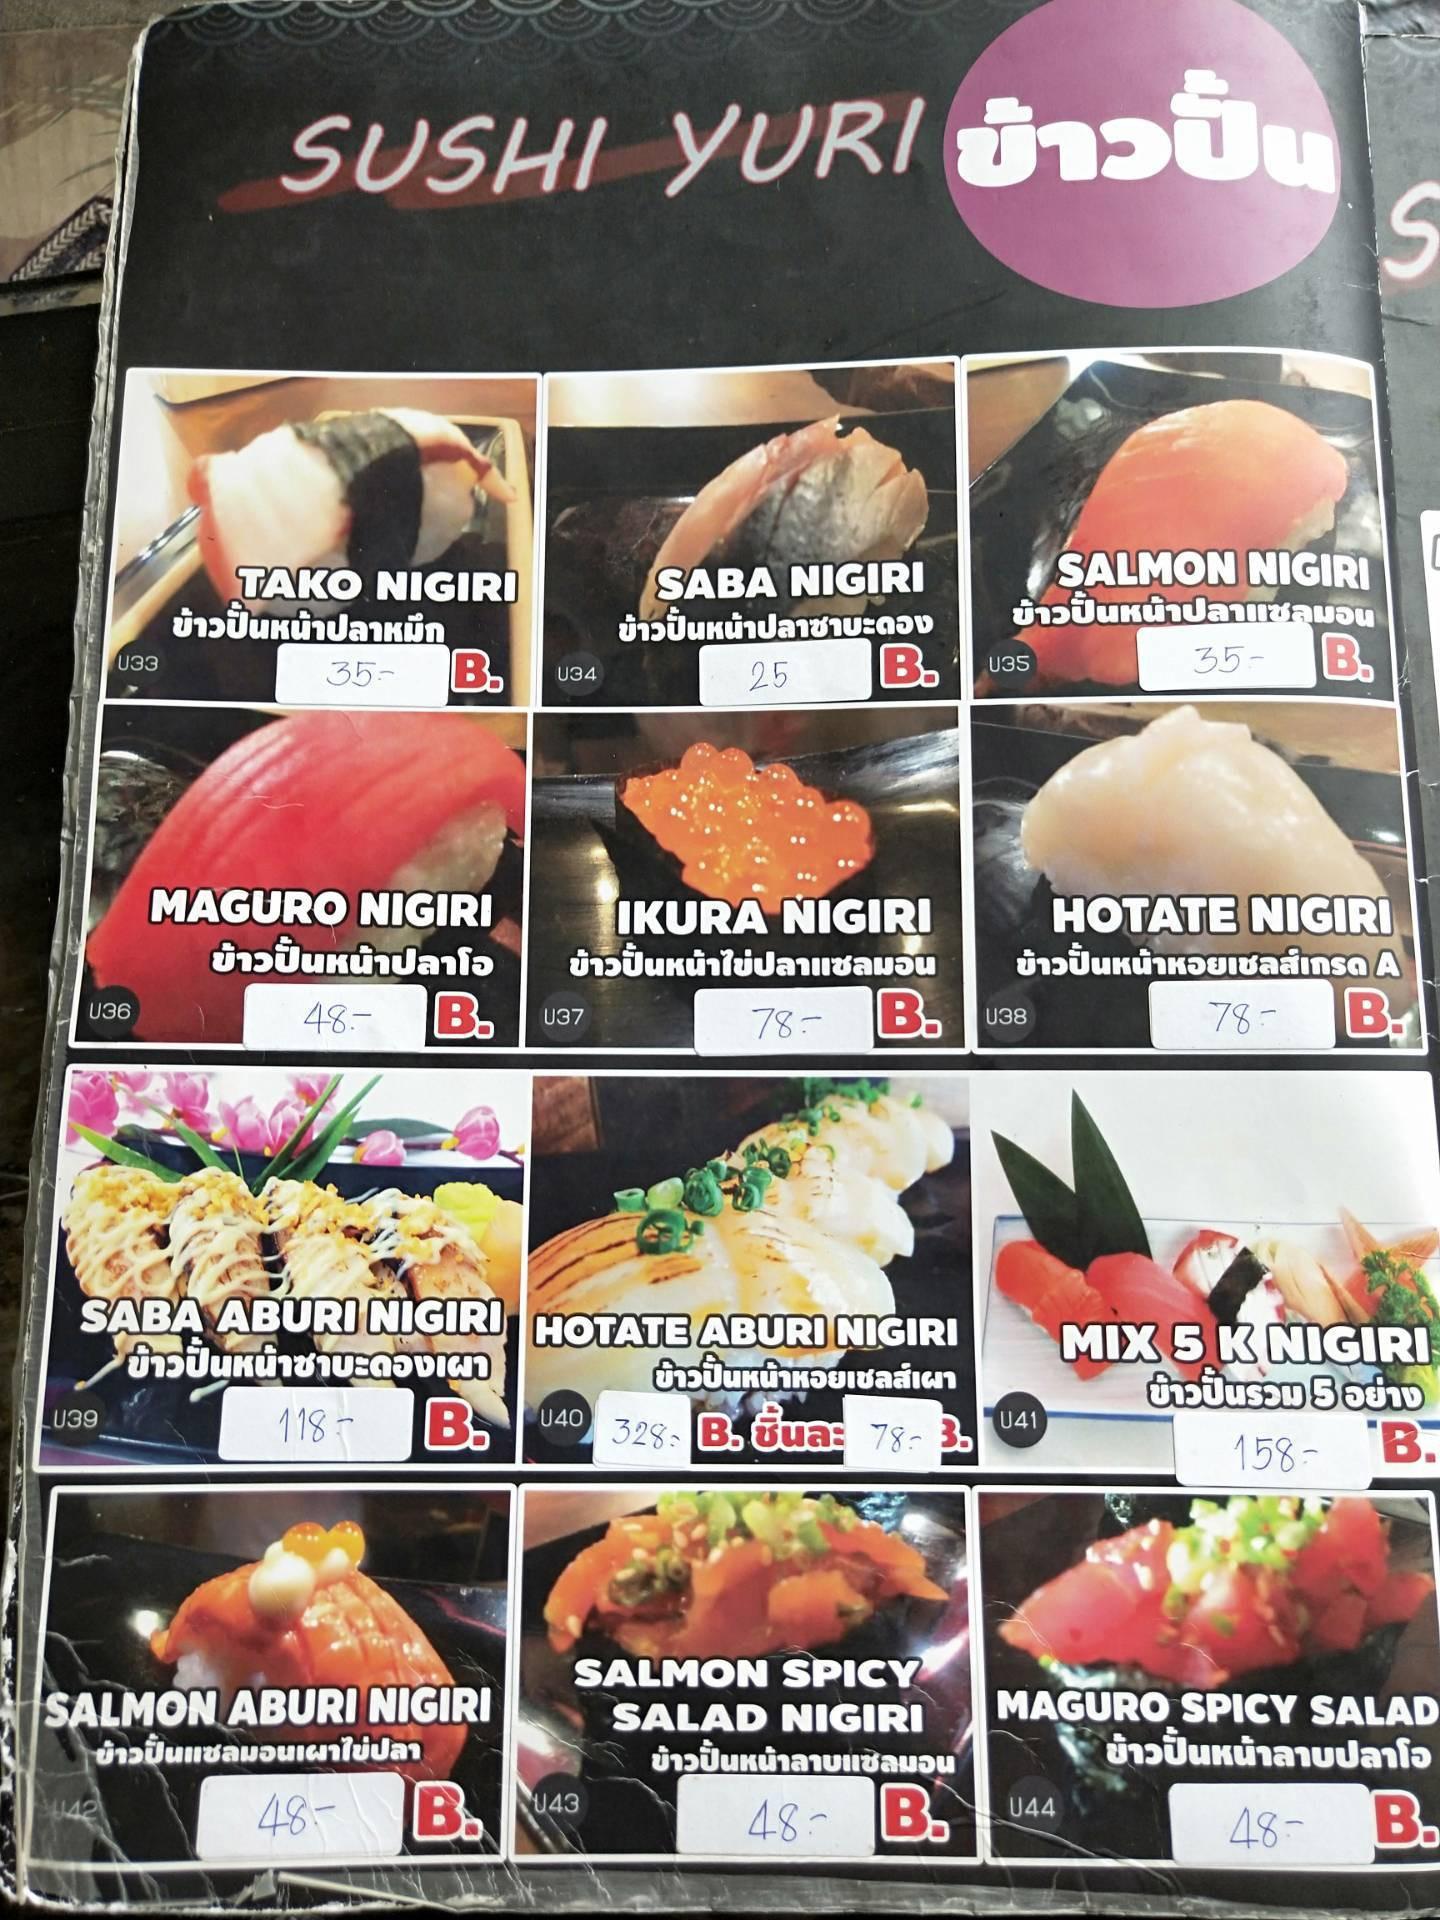 SUSHI YURI
ข้าวปั้น
TAKO NIGIRI
ข้าวปั้นหน้าปลาหมึก
U33
35.-
B.
SABA NIGIRI
ข้าวปั้นหน้าปลาซาบะดอง
U34
25
B.
SALMON NIGIRI
ข้าวปั้นหน้าปลาแซลมอน
U35
35.-
B.
MAGURO NIGIRI
ข้าวปั้นหน้าปลาโอ
U36
48.-
B.
IKURA NIGIRI
ข้าวปั้นหน้าไข่ปลาแซลมอน
U37
78.-
B.
HOTATE NIGIRI
ข้าวปั้นหน้าหอยเชลส์เกรด A
U38
78.-
B.
SABA ABURI NIGIRI
ข้าวปั้นหน้าซาบะดองเผา
U39
118.-
B.
HOTATE ABURI NIGIRI
ข้าวปั้นหน้าหอยเชลส์เผา
U40
328.- B. ชิ้นละ 78.- B.
MIX 5 K NIGIRI
ข้าวปั้นรวม 5 อย่าง
U41
158.-
B.
SALMON ABURI NIGIRI
ข้าวปั้นแซลมอนเผาไข่ปลา
U42
48.-
B.
SALMON SPICY
SALAD NIGIRI
ข้าวปั้นหน้าลาบแซลมอน
U43
48.-
B.
MAGURO SPICY SALAD
ข้าวปั้นหน้าลาบปลาโอ
U44
48.-
B.
S